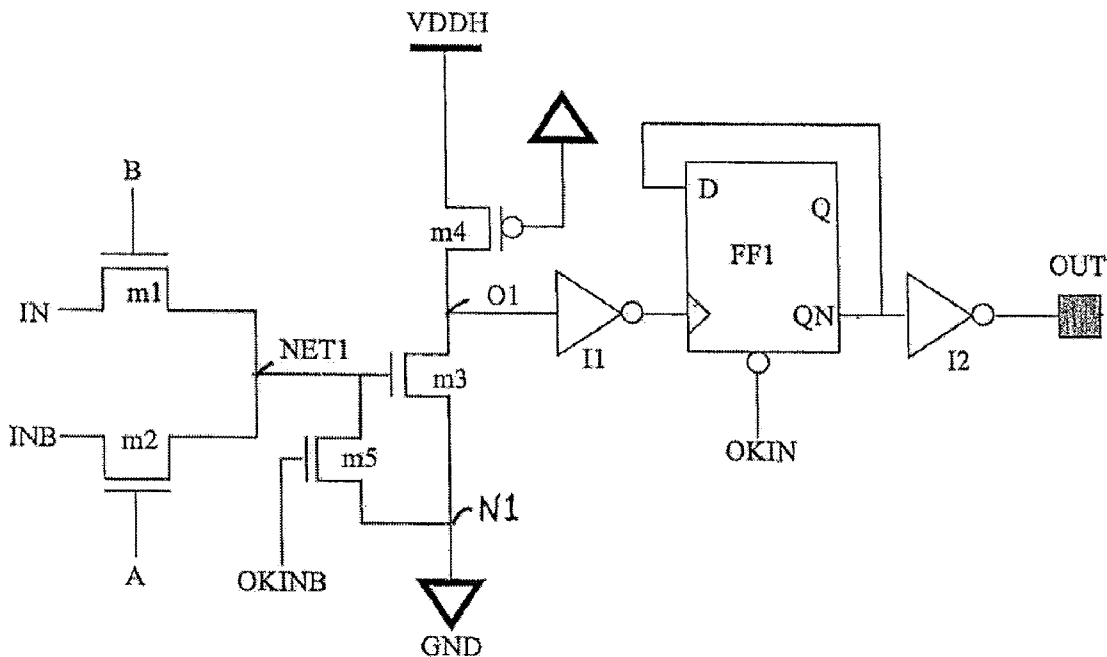 VDDH
B
m4
D
Q
FF1
OUT
IN
m1
O1
QN
NET1
m3
I1
I2
INB
m2
m5
OKIN
N1
A
OKINB
GND